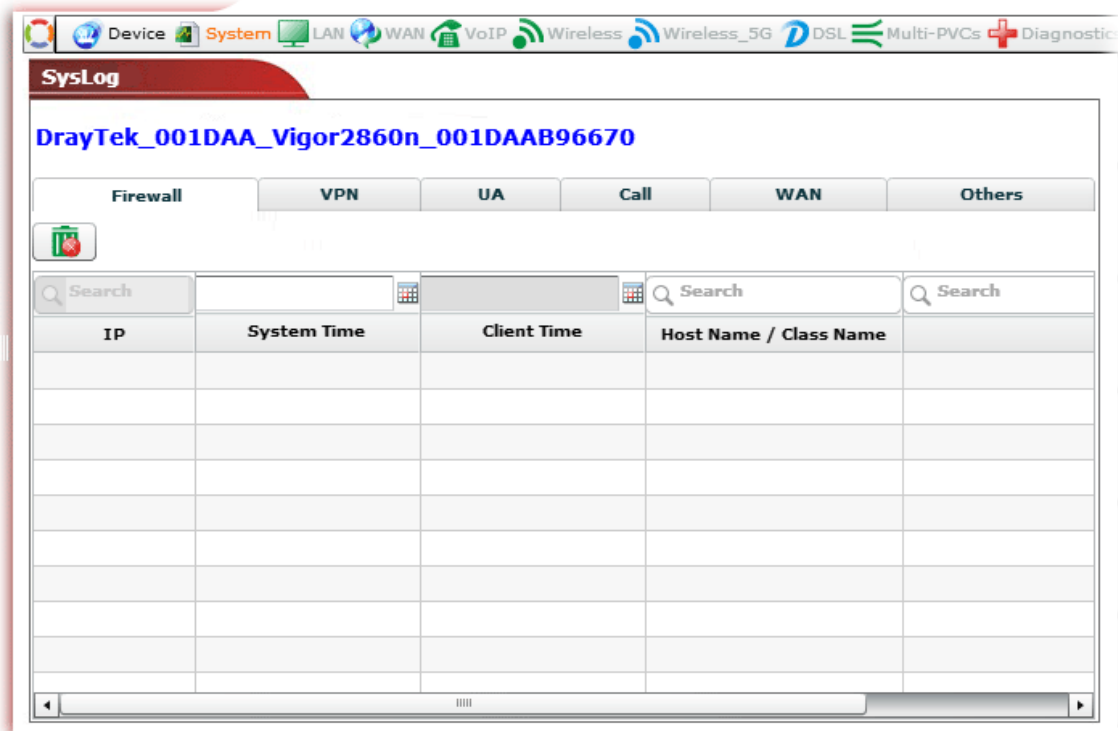 Device System LAN WAN VoIP Wireless Wireless_5G DSL Multi-PVCs Diagnostic
SysLog
DrayTek_001DAA_Vigor2860n_001DAAB96670
Firewall VPN UA Call WAN Others
Search Search Search
IP System Time Client Time Host Name / Class Name